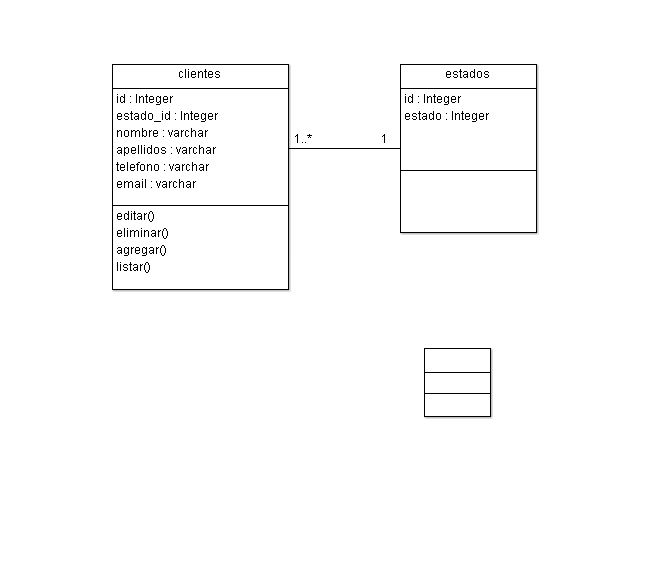 clientes
id : Integer
estado_id : Integer
nombre : varchar
apellidos : varchar
telefono : varchar
email : varchar
editar()
eliminar()
agregar()
listar()
1..*
1
estados
id : Integer
estado : Integer